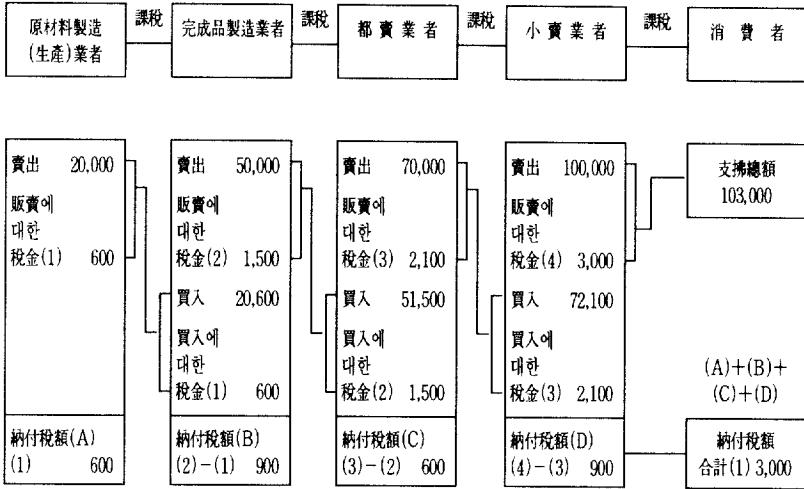 原材料製造
(生産)業者
課稅
完成品製造業者
課稅
都賣業者
課稅
小賣業者
課稅
消費者
賣出 20,000
販賣에
대한
稅金(1) 600
納付稅額(A)
(1) 600
賣出 50,000
販賣에
대한
稅金(2) 1,500
買入 20,600
買入에
대한
稅金(1) 600
納付稅額(B)
(2)-(1) 900
賣出 70,000
販賣에
대한
稅金(3) 2,100
買入 51,500
買入에
대한
稅金(2) 1,500
納付稅額(C)
(3)-(2) 600
賣出 100,000
販賣에
대한
稅金(4) 3,000
買入 72,100
買入에
대한
稅金(3) 2,100
納付稅額(D)
(4)-(3) 900
支拂總額
103,000
(A)+(B)+
(C)+(D)
納付稅額
合計(1) 3,000